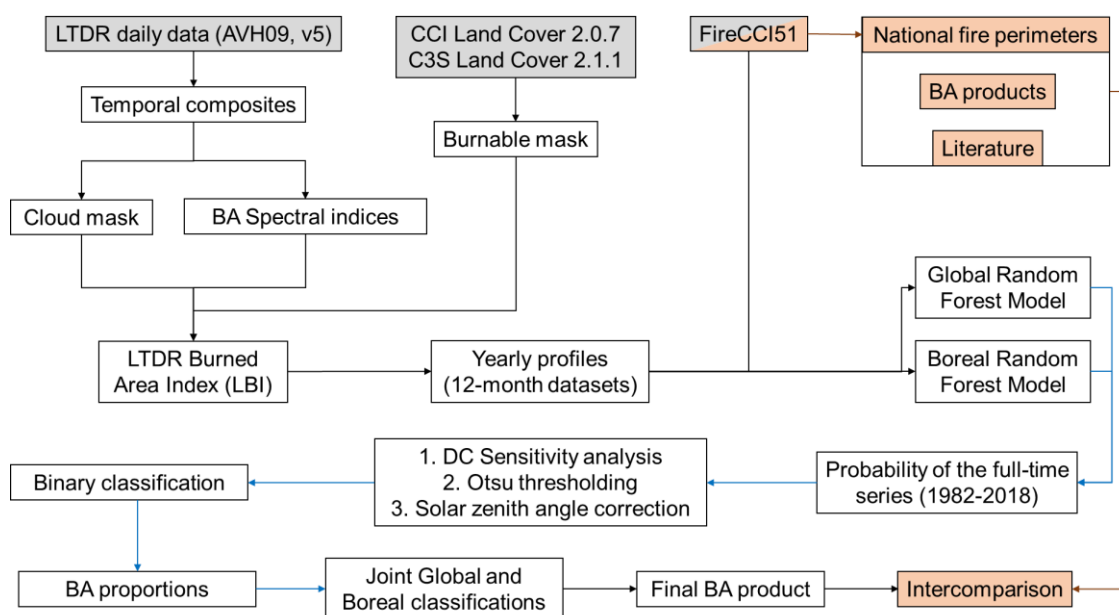 LTDR daily data (AVH09, v5)
CCI Land Cover 2.0.7
C3S Land Cover 2.1.1
FireCCI51
National fire perimeters
BA products
Literature
Temporal composites
Burnable mask
Cloud mask
BA Spectral indices
Global Random
Forest Model
LTDR Burned
Area Index (LBI)
Yearly profiles
(12-month datasets)
Boreal Random
Forest Model
Binary classification
1. DC Sensitivity analysis
2. Otsu thresholding
3. Solar zenith angle correction
Probability of the full-time
series (1982-2018)
BA proportions
Joint Global and
Boreal classifications
Final BA product
Intercomparison